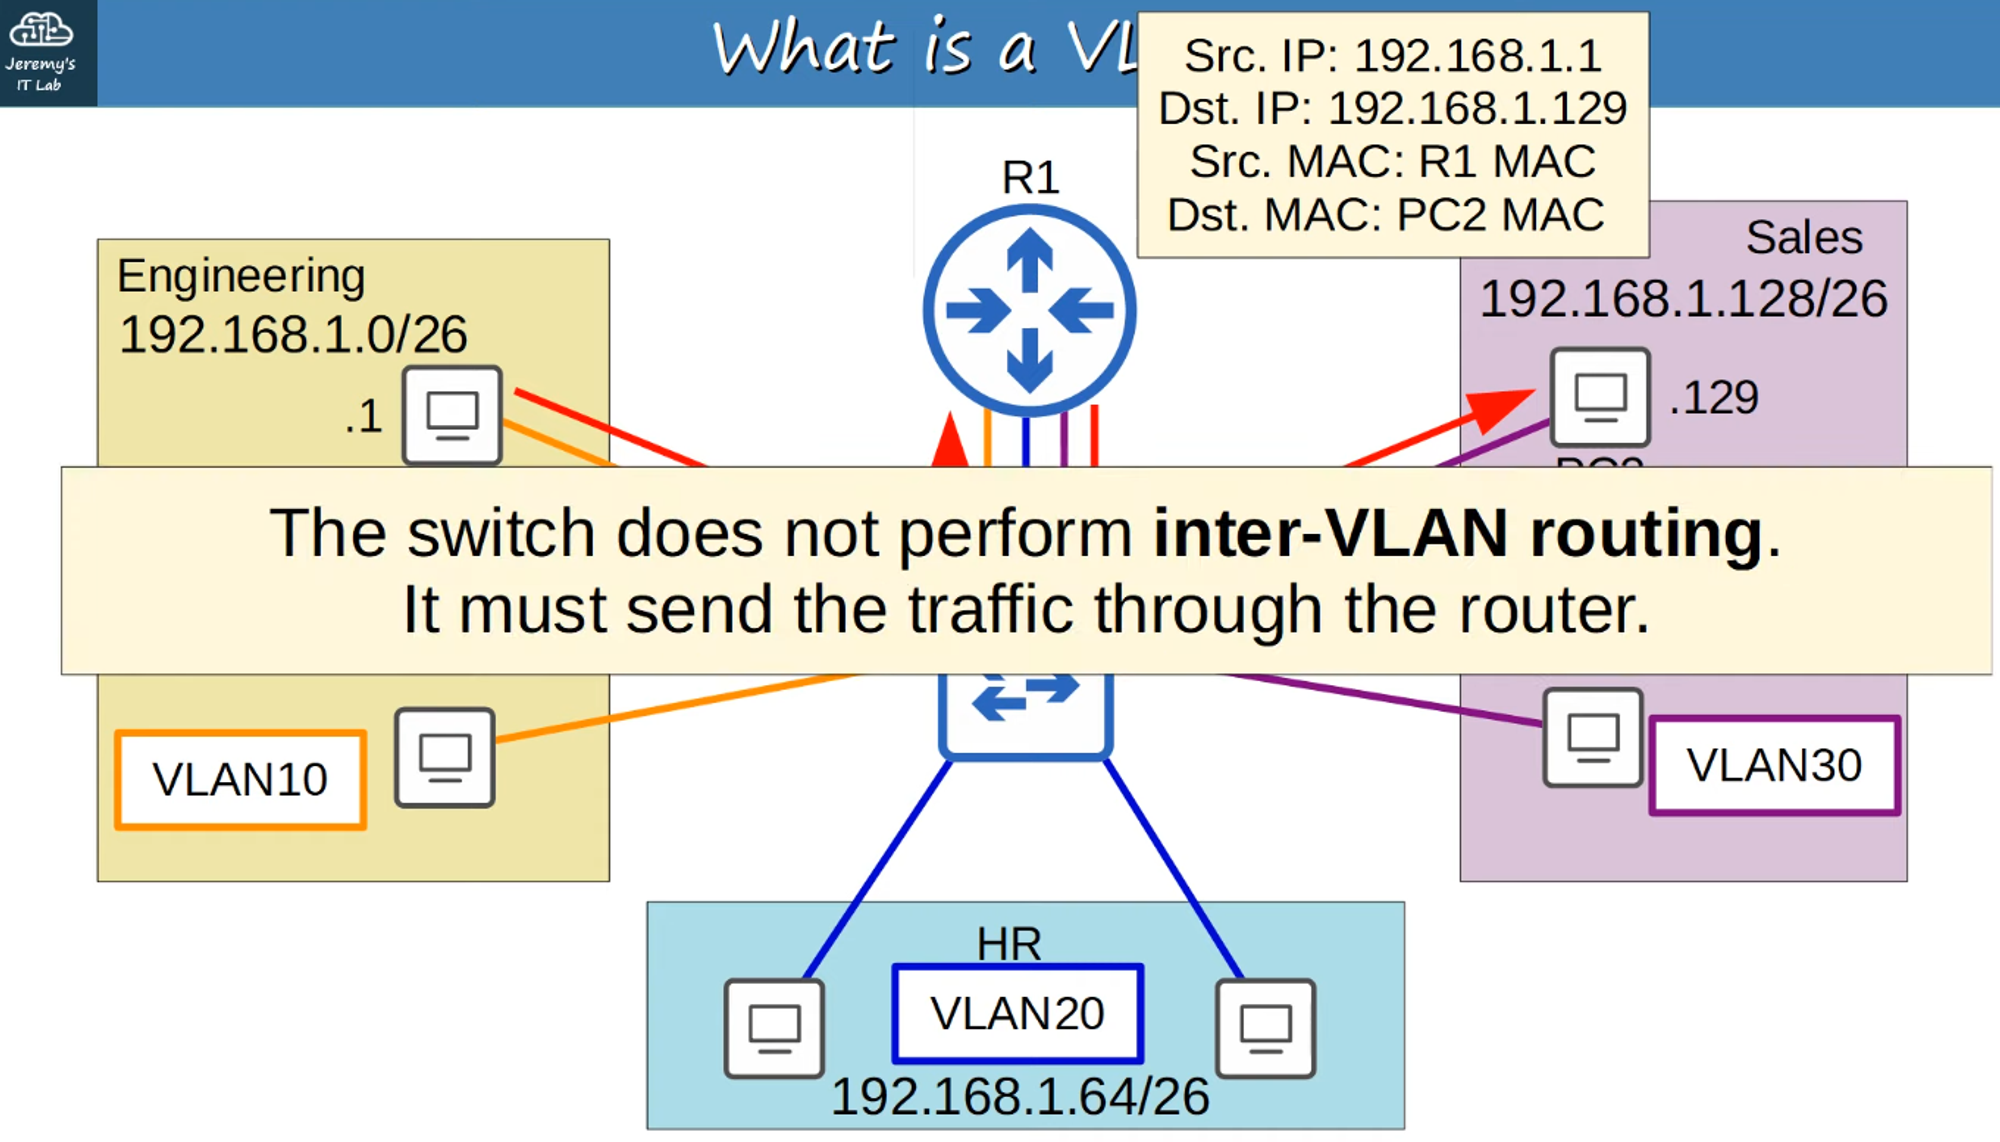 Jeremy's
IT Lab
What is a VL
Src. IP: 192.168.1.1
Dst. IP: 192.168.1.129
Src. MAC: R1 MAC
Dst. MAC: PC2 MAC
R1
Engineering
192.168.1.0/26
.1
Sales
192.168.1.128/26
.129
The switch does not perform inter-VLAN routing.
It must send the traffic through the router.
VLAN10
VLAN30
HR
VLAN20
192.168.1.64/26